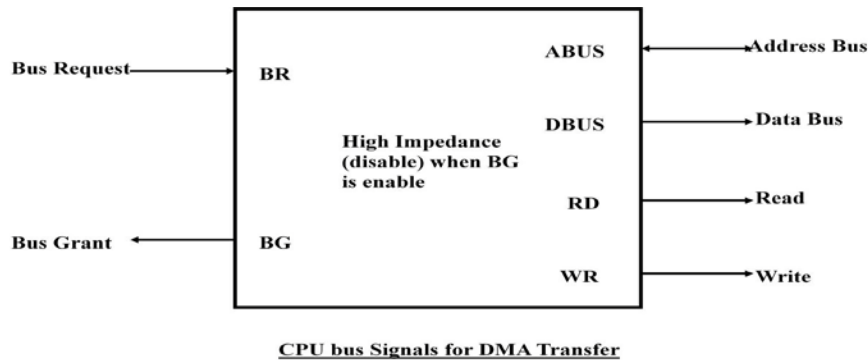 Bus Request
BR
ABUS
Address Bus
DBUS
Data Bus
High Impedance
(disable) when BG
is enable
RD
Read
Bus Grant
BG
WR
Write
CPU bus Signals for DMA Transfer